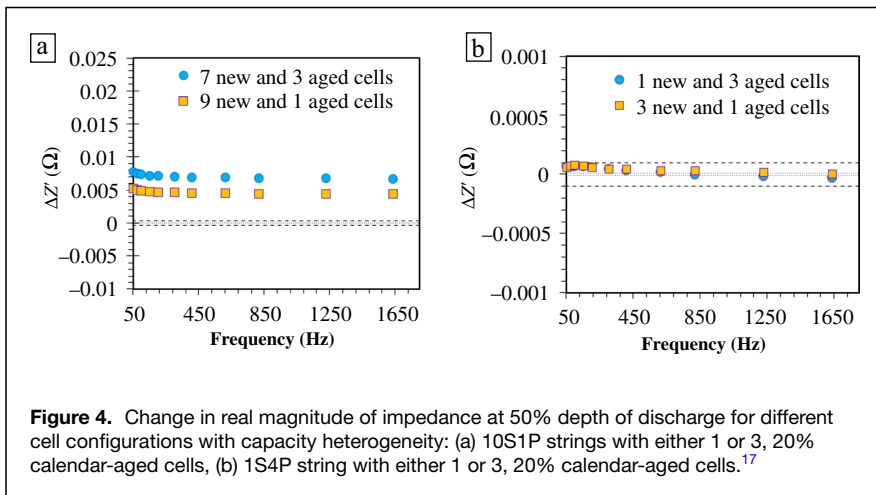 a
0.025
0.02
0.015
0.01
0.005
0
−0.005
−0.01
ΔZ′ (Ω)
7 new and 3 aged cells
9 new and 1 aged cells
50 450 850 1250 1650
Frequency (Hz)
b
0.001
0.0005
0
−0.0005
−0.001
ΔZ′ (Ω)
1 new and 3 aged cells
3 new and 1 aged cells
50 450 850 1250 1650
Frequency (Hz)
Figure 4. Change in real magnitude of impedance at 50% depth of discharge for different
cell configurations with capacity heterogeneity: (a) 10S1P strings with either 1 or 3, 20%
calendar-aged cells, (b) 1S4P string with either 1 or 3, 20% calendar-aged cells.17